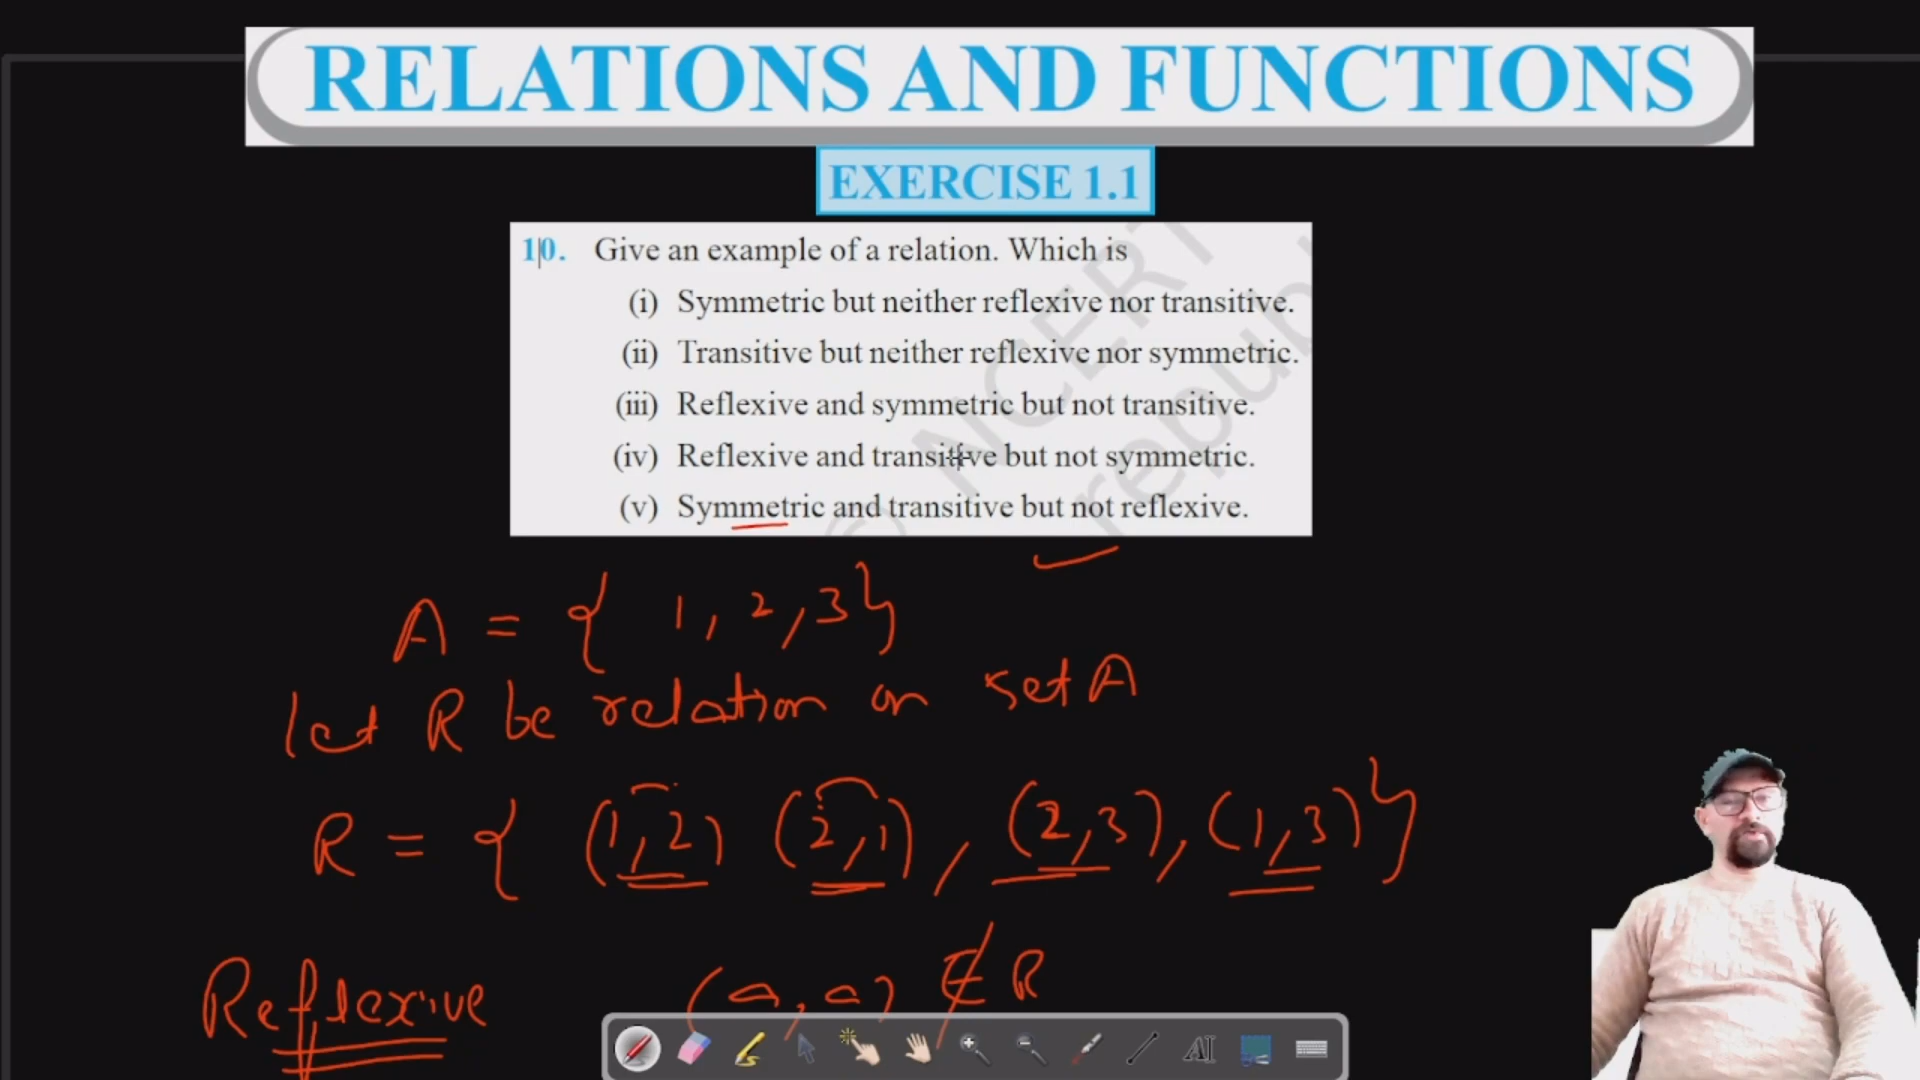 RELATIONS AND FUNCTIONS
EXERCISE 1.1
10. Give an example of a relation. Which is
(i) Symmetric but neither reflexive nor transitive.
(ii) Transitive but neither reflexive nor symmetric.
(iii) Reflexive and symmetric but not transitive.
(iv) Reflexive and transitive but not symmetric.
(v) Symmetric and transitive but not reflexive.
© NCERT
republ
A = { 1, 2, 3}
let R be relation on set A
R = { (1,2) (2,1), (2,3), (1,3)}
Reflexive (a, a) ∉ R
AI